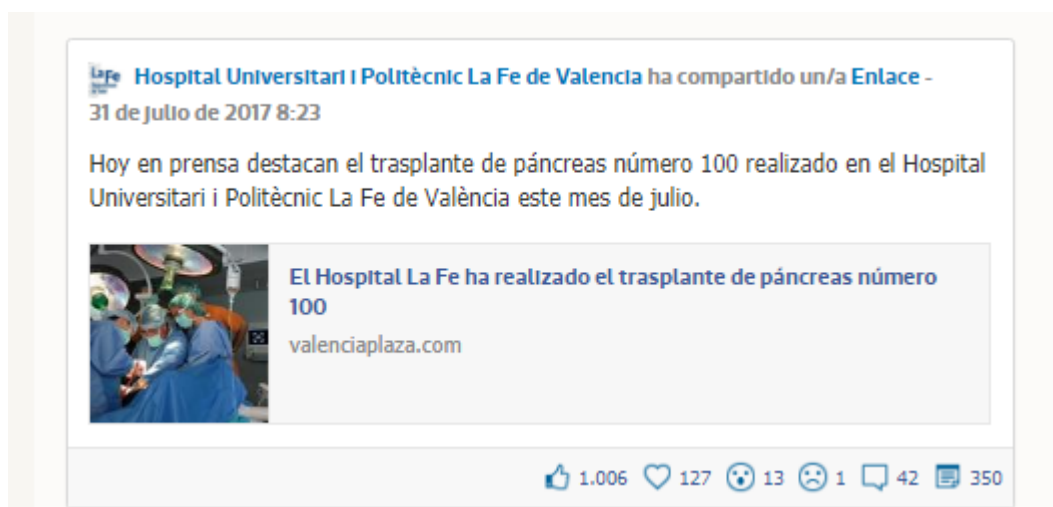 La Fe Hospital Universitari i Politècnic La Fe de Valencia ha compartido un/a Enlace -
31 de julio de 2017 8:23
Hoy en prensa destacan el trasplante de páncreas número 100 realizado en el Hospital
Universitari i Politècnic La Fe de València este mes de julio.
El Hospital La Fe ha realizado el trasplante de páncreas número
100
valenciaplaza.com
1.006 127 13 1 42 350